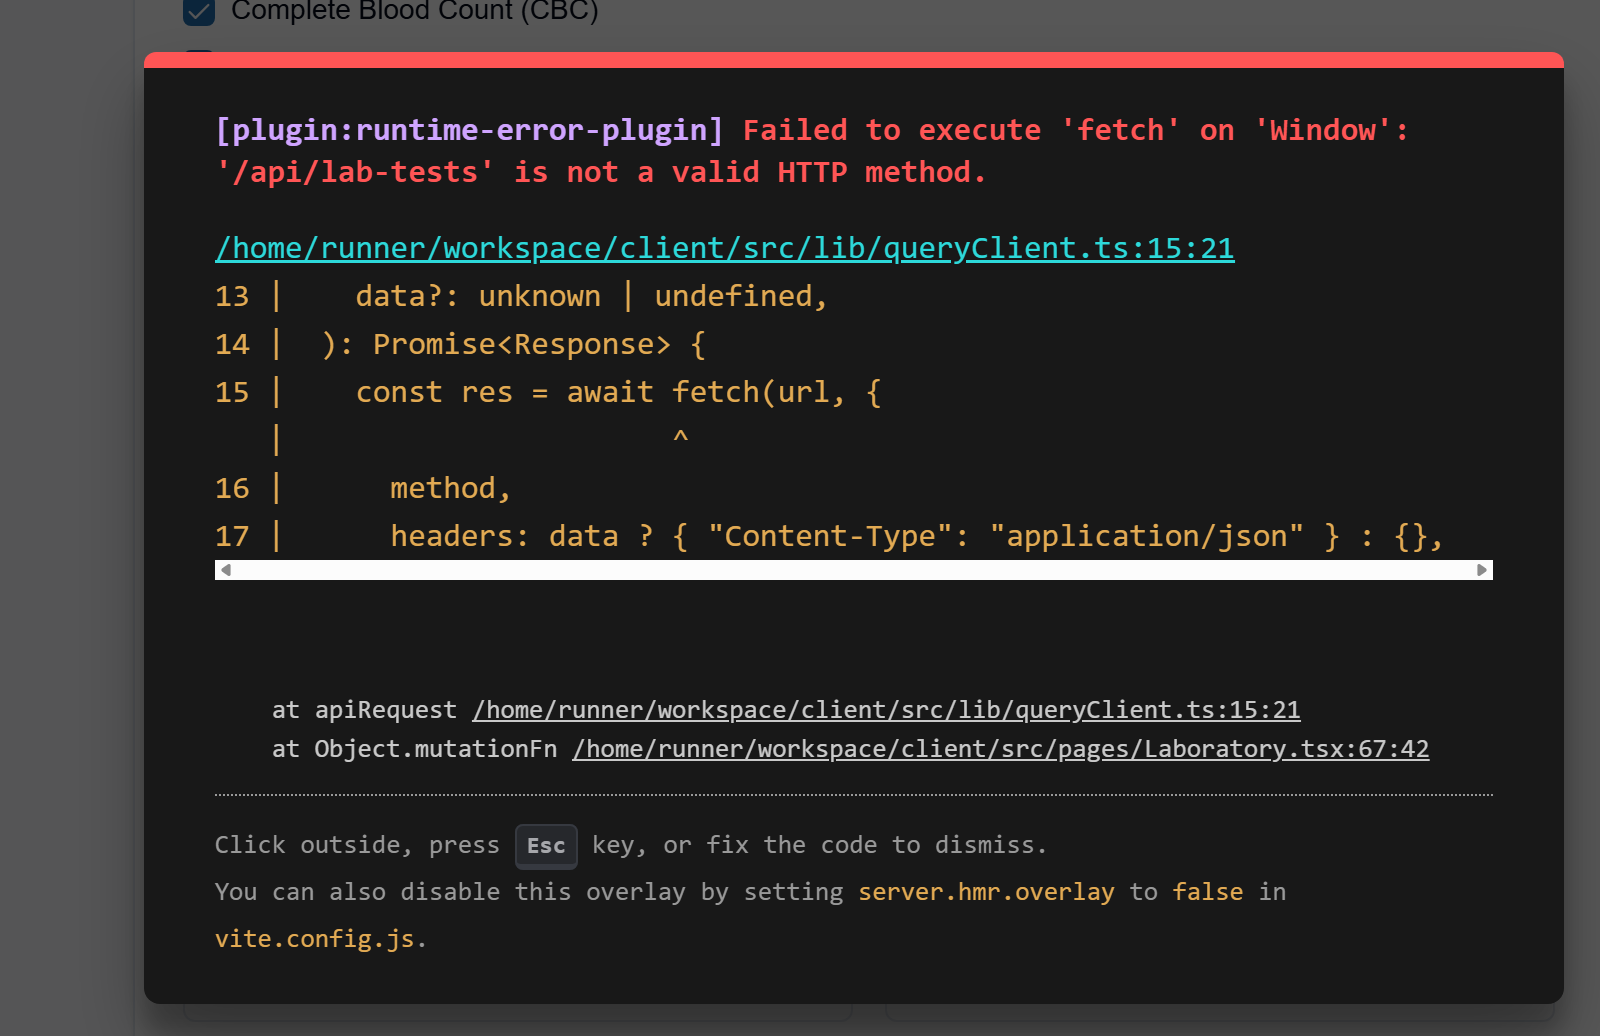 Complete Blood Count (CBC)
[plugin:runtime-error-plugin] Failed to execute 'fetch' on 'Window':
'/api/lab-tests' is not a valid HTTP method.
/home/runner/workspace/client/src/lib/queryClient.ts:15:21
13 |    data?: unknown | undefined,
14 |  ): Promise<Response> {
15 |    const res = await fetch(url, {
   |                      ^
16 |      method,
17 |      headers: data ? { "Content-Type": "application/json" } : {},
at apiRequest /home/runner/workspace/client/src/lib/queryClient.ts:15:21
at Object.mutationFn /home/runner/workspace/client/src/pages/Laboratory.tsx:67:42
Click outside, press Esc key, or fix the code to dismiss.
You can also disable this overlay by setting server.hmr.overlay to false in
vite.config.js.